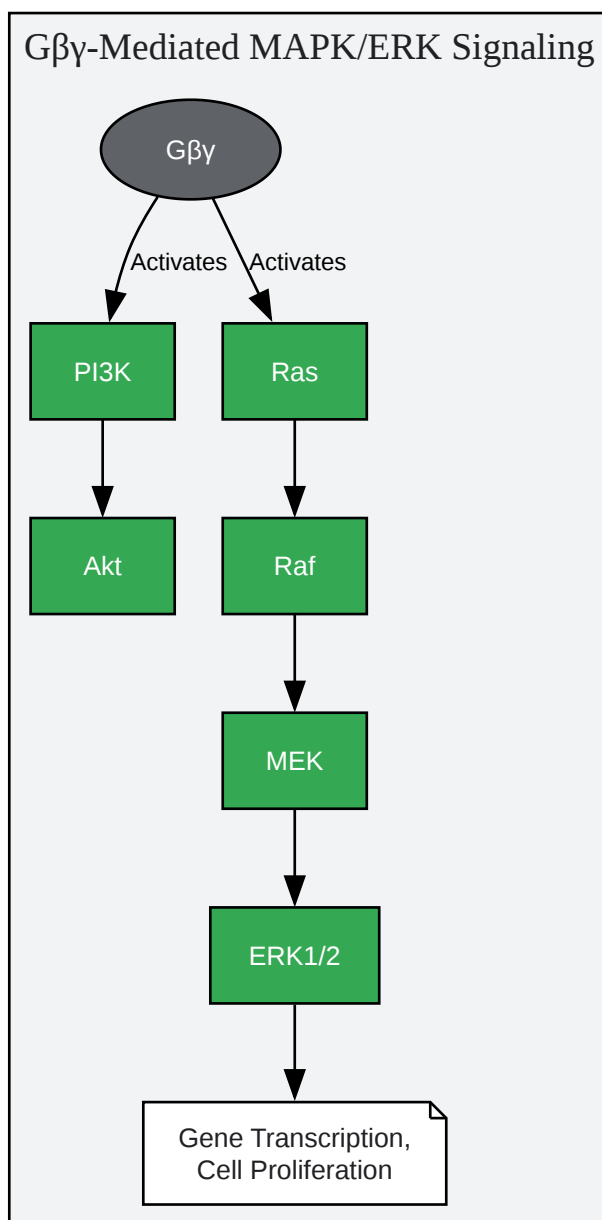 Gβγ-Mediated MAPK/ERK Signaling
Gβγ
Activates
Activates
PI3K
Ras
Akt
Raf
MEK
ERK1/2
Gene Transcription,
Cell Proliferation